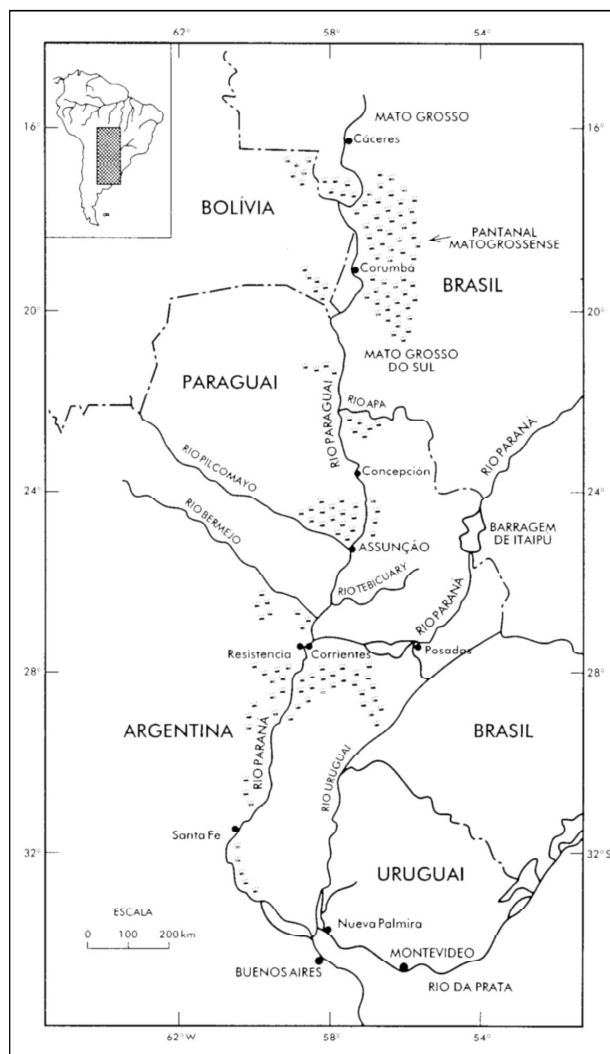 62°
58°
54°
16°
MATO GROSSO
Cáceres
BOLÍVIA
PANTANAL
MATOGROSSENSE
Corumbá
BRASIL
20°
20°
MATO GROSSO
DO SUL
PARAGUAI
RIO PARAGUAI
RIO APA
RIO PARANÁ
RIO PILCOMAYO
Concepción
24°
24°
RIO BERMEJO
BARRAGEM
DE ITAIPÚ
ASSUNÇÃO
RIO TEBICUARY
RIO PARANÁ
Resistencia
Corrientes
Posados
28°
28°
ARGENTINA
RIO PARANÁ
RIO URUGUAI
BRASIL
Santa Fe
32°
32°S
URUGUAI
ESCALA
0 100 200 km
Nueva Palmira
MONTEVIDEO
BUENOS AIRES
RIO DA PRATA
62°W
58°
54°